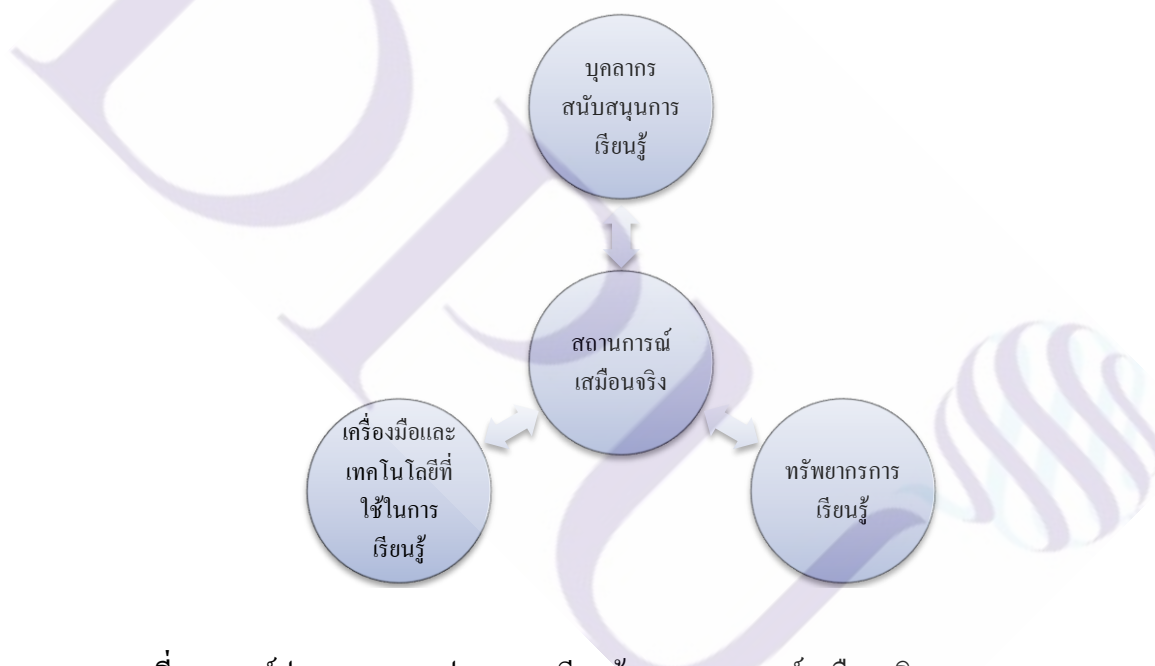 บุคลากร
สนับสนุนการ
เรียนรู้
สถานการณ์
เสมือนจริง
เครื่องมือและ
เทคโนโลยีที่
ใช้ในการ
เรียนรู้
ทรัพยากรการ
เรียนรู้
DPU